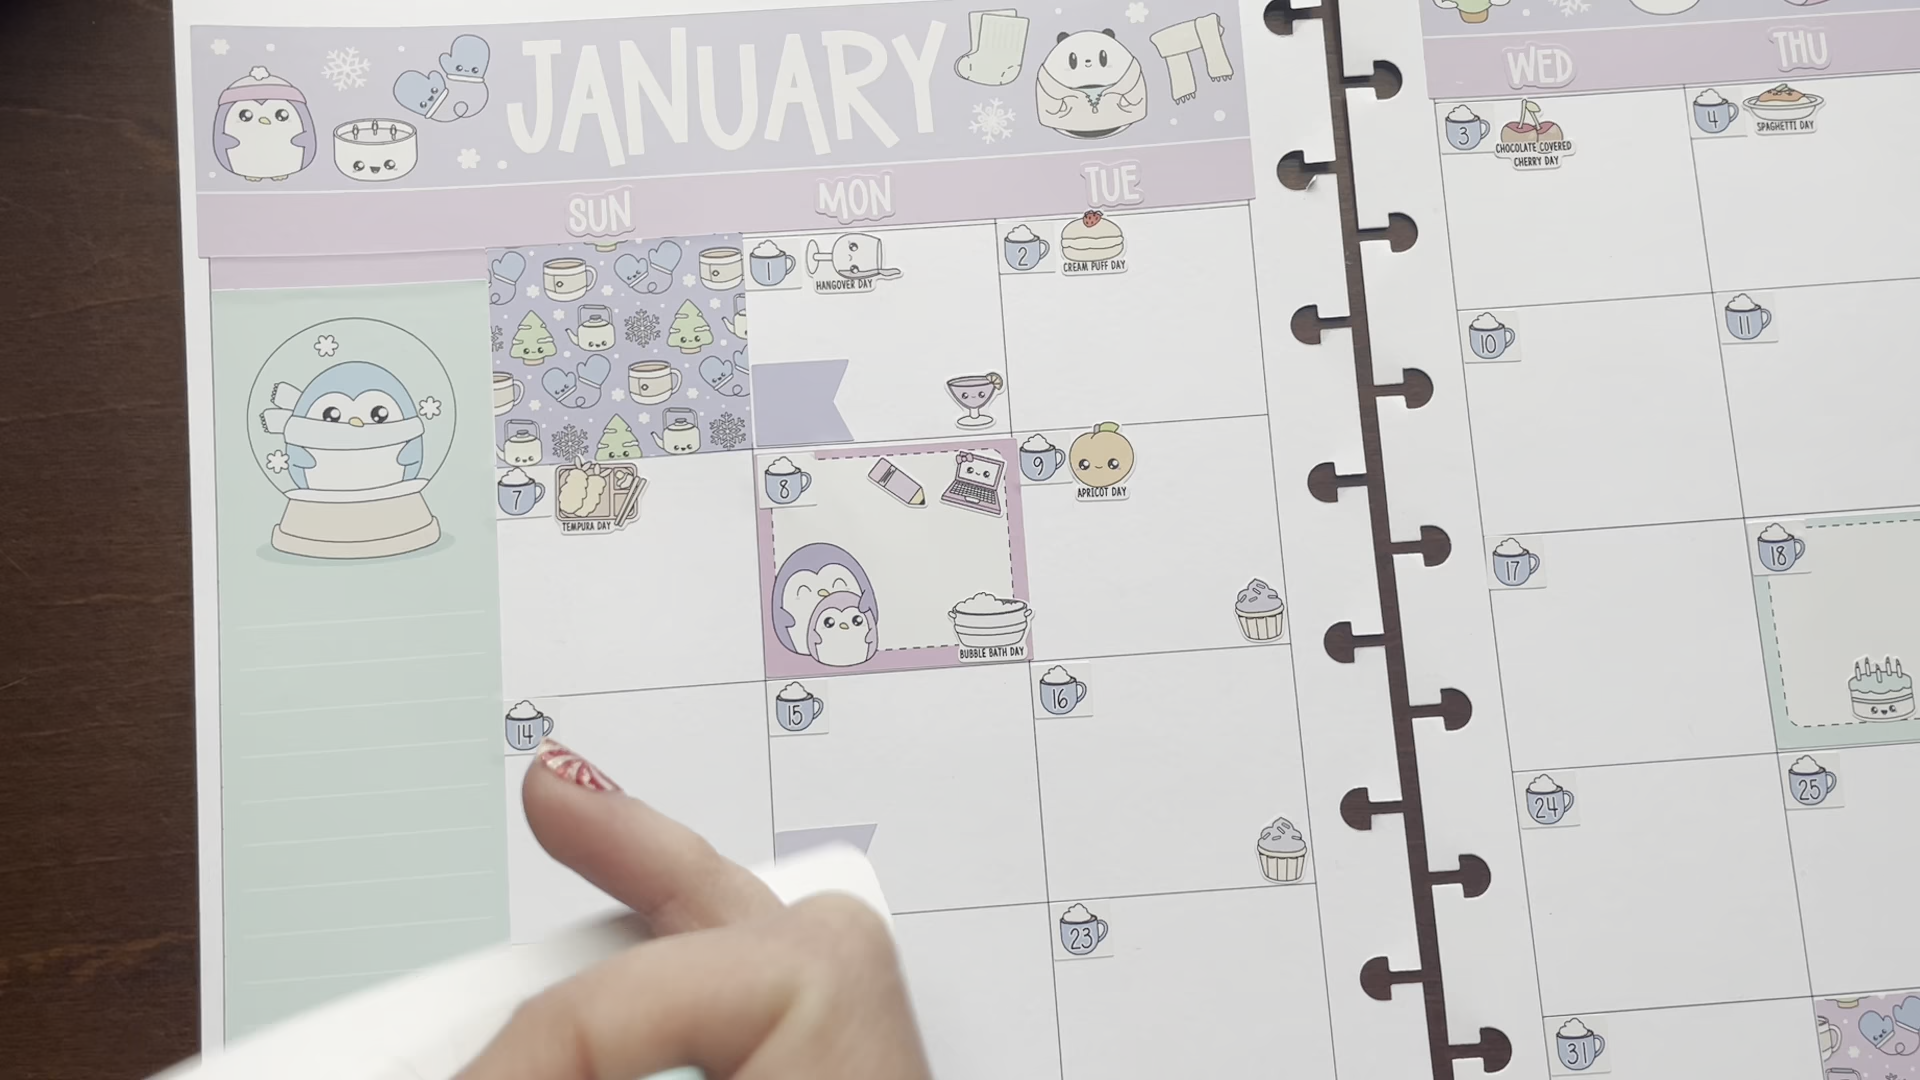 JANUARY
SUN
MON
TUE
WED
THU
1
HANGOVER DAY
2
CREAM PUFF DAY
3
CHOCOLATE COVERED
CHERRY DAY
4
SPAGHETTI DAY
7
TEMPURA DAY
8
BUBBLE BATH DAY
9
APRICOT DAY
10
11
14
15
16
17
18
23
24
25
31